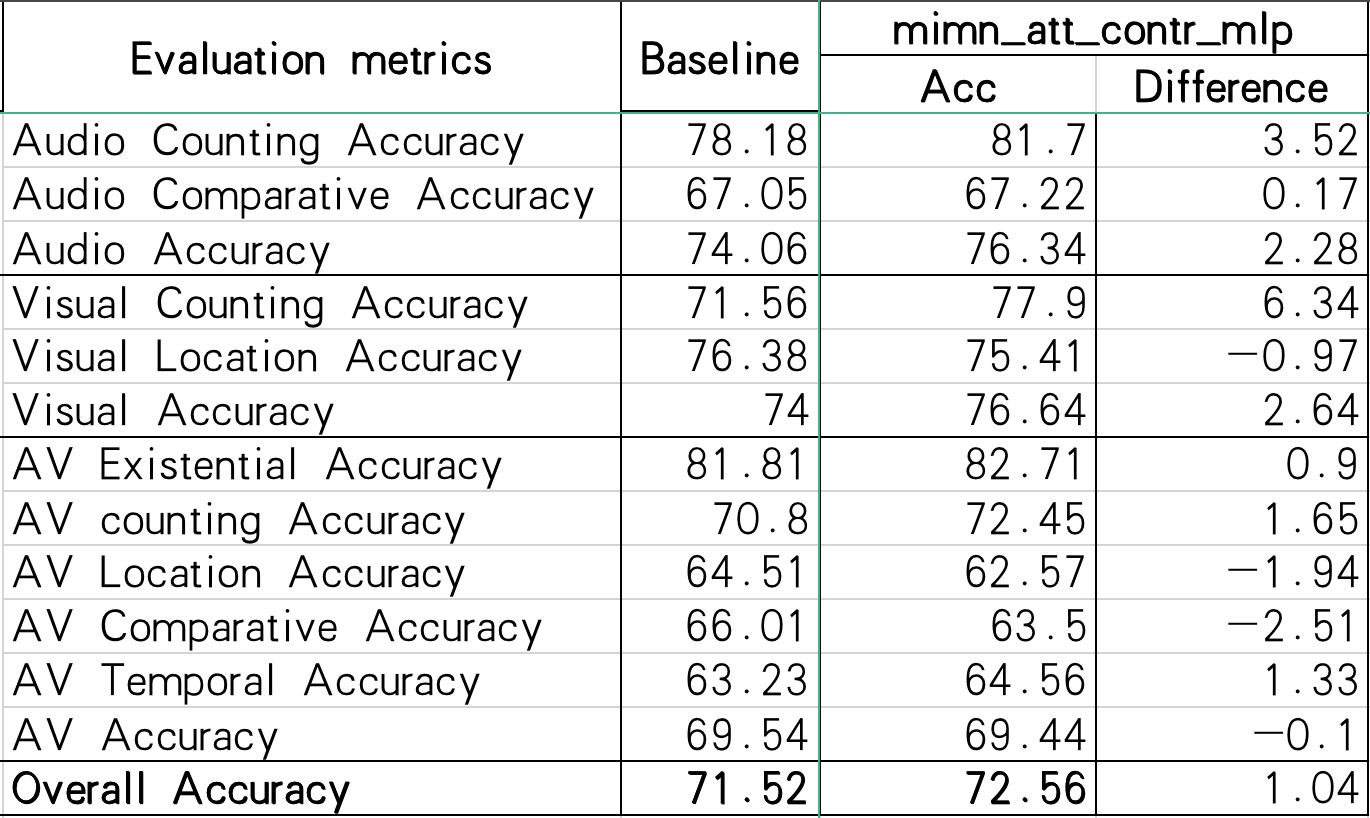 Evaluation metrics Baseline mimn_att_contr_mlp
Acc Difference
Audio Counting Accuracy 78.18 81.7 3.52
Audio Comparative Accuracy 67.05 67.22 0.17
Audio Accuracy 74.06 76.34 2.28
Visual Counting Accuracy 71.56 77.9 6.34
Visual Location Accuracy 76.38 75.41 -0.97
Visual Accuracy 74 76.64 2.64
AV Existential Accuracy 81.81 82.71 0.9
AV counting Accuracy 70.8 72.45 1.65
AV Location Accuracy 64.51 62.57 -1.94
AV Comparative Accuracy 66.01 63.5 -2.51
AV Temporal Accuracy 63.23 64.56 1.33
AV Accuracy 69.54 69.44 -0.1
Overall Accuracy 71.52 72.56 1.04